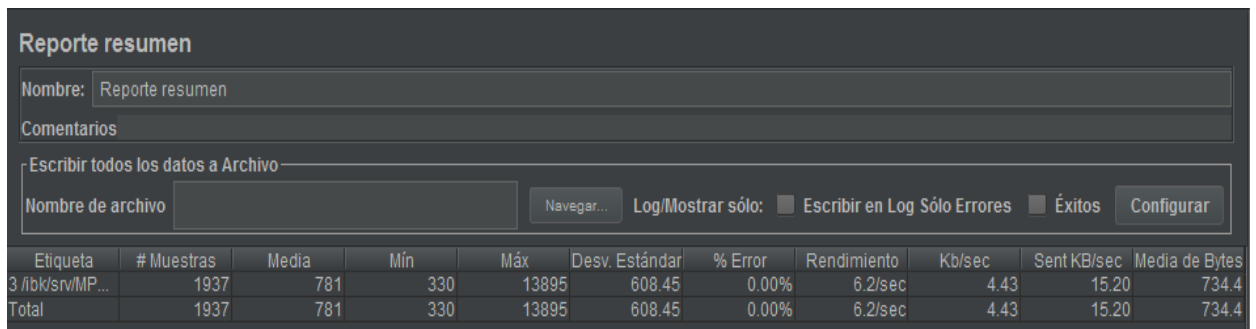 Reporte resumen
Nombre: Reporte resumen
Comentarios
Escribir todos los datos a Archivo
Nombre de archivo Navegar... Log/Mostrar sólo: Escribir en Log Sólo Errores Éxitos Configurar
Etiqueta # Muestras Media Mín Máx Desv. Estándar % Error Rendimiento Kb/sec Sent KB/sec Media de Bytes
3 /ibk/srv/MP... 1937 781 330 13895 608.45 0.00% 6.2/sec 4.43 15.20 734.4
Total 1937 781 330 13895 608.45 0.00% 6.2/sec 4.43 15.20 734.4